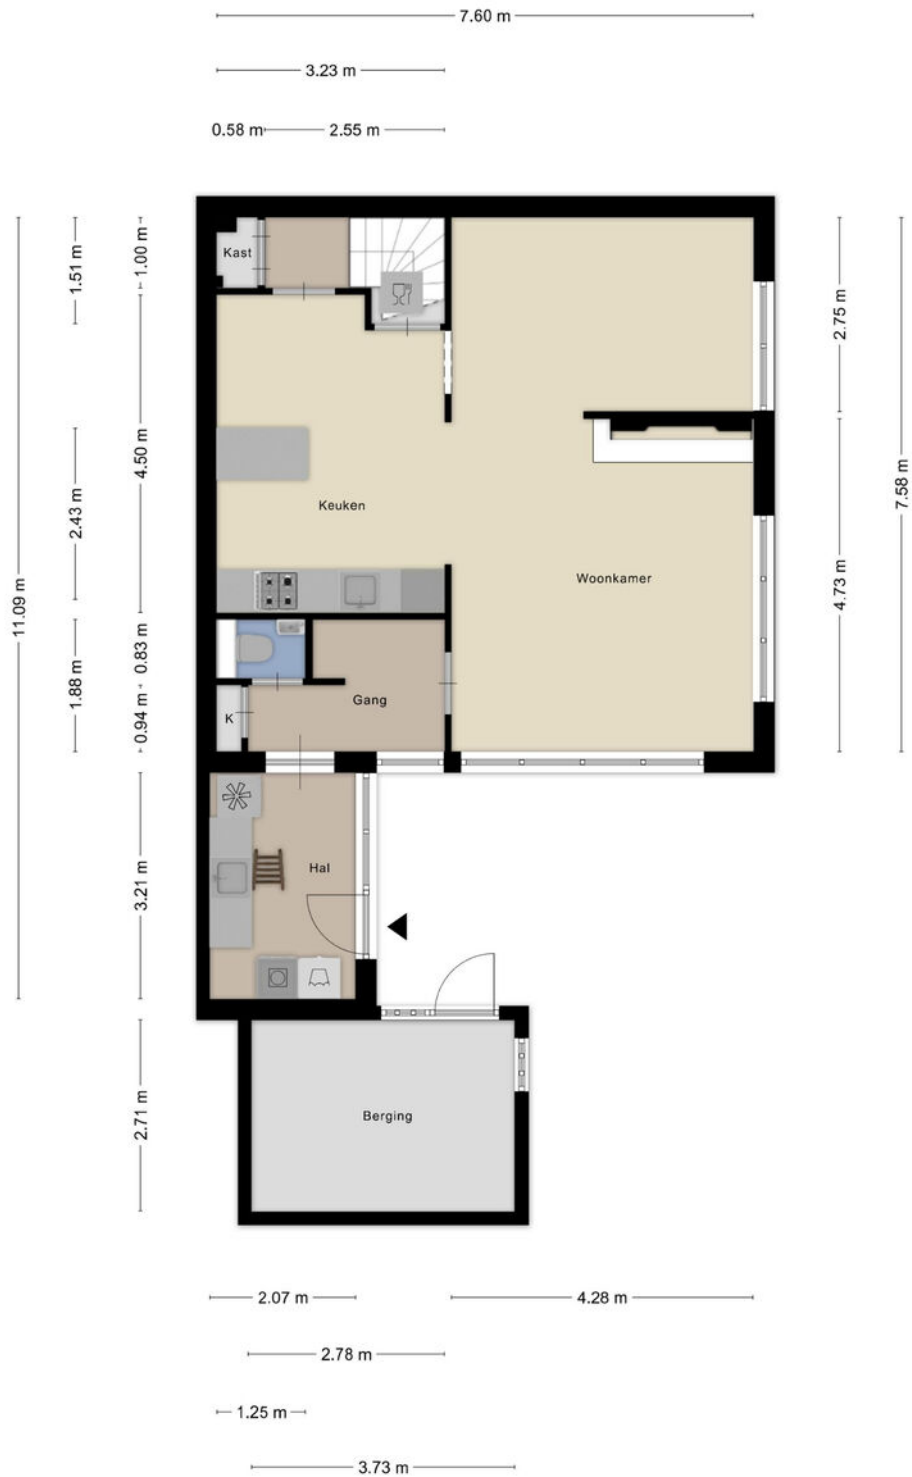 7.60 m
3.23 m
0.58 m
2.55 m
1.00 m
1.51 m
Kast
2.75 m
4.50 m
7.58 m
2.43 m
Keuken
11.09 m
4.73 m
Woonkamer
0.83 m
1.88 m
Gang
0.94 m
K
Hal
3.21 m
Berging
2.71 m
2.07 m
4.28 m
2.78 m
1.25 m
3.73 m